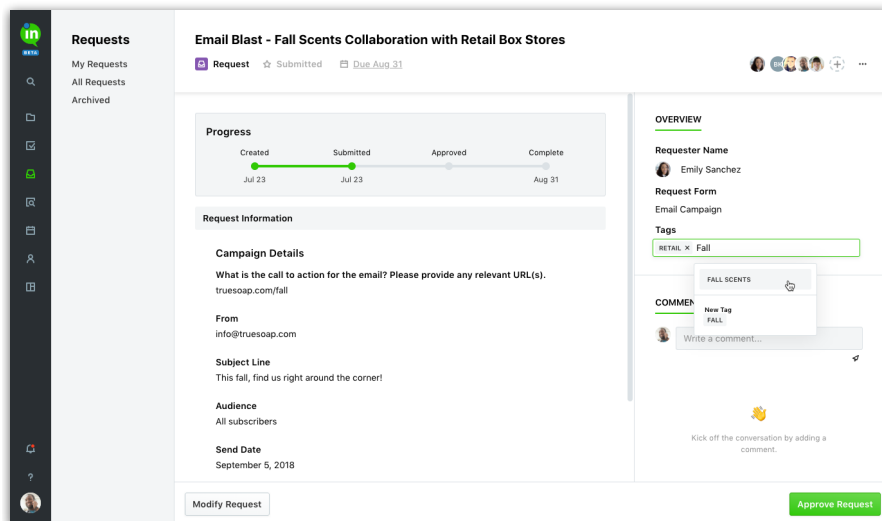 in
BETA
Requests
My Requests
All Requests
Archived
Email Blast - Fall Scents Collaboration with Retail Box Stores
Request Submitted Due Aug 31
Progress
Created Submitted Approved Complete
Jul 23 Jul 23 Aug 31
Request Information
Campaign Details
What is the call to action for the email? Please provide any relevant URL(s).
truesoap.com/fall
From
info@truesoap.com
Subject Line
This fall, find us right around the corner!
Audience
All subscribers
Send Date
September 5, 2018
Modify Request
OVERVIEW
Requester Name
Emily Sanchez
Request Form
Email Campaign
Tags
RETAIL × Fall
FALL SCENTS
New Tag
FALL
Write a comment...
Kick off the conversation by adding a
comment.
Approve Request